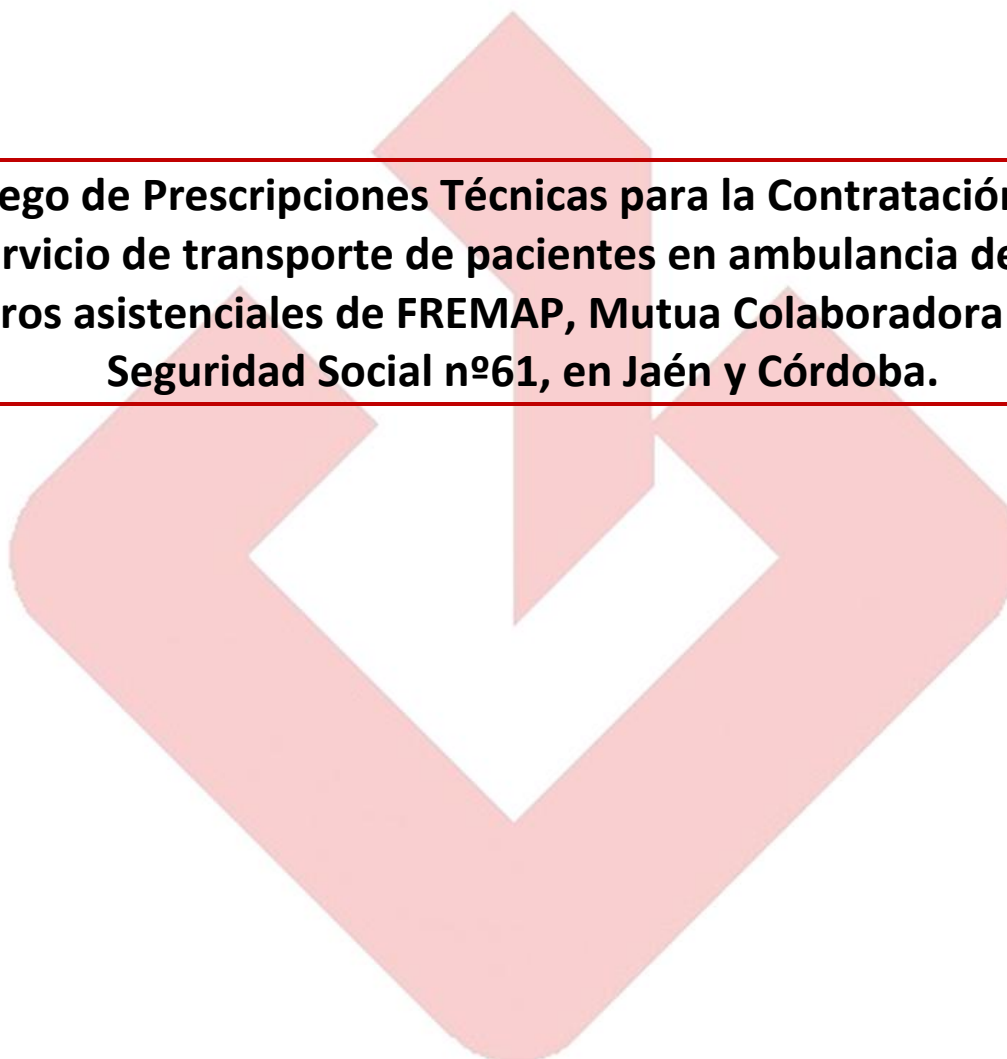 ego de Prescripciones Técnicas para la Contratación
rvicio de transporte de pacientes en ambulancia de
ros asistenciales de FREMAP, Mutua Colaboradora
Seguridad Social nº61, en Jaén y Córdoba.